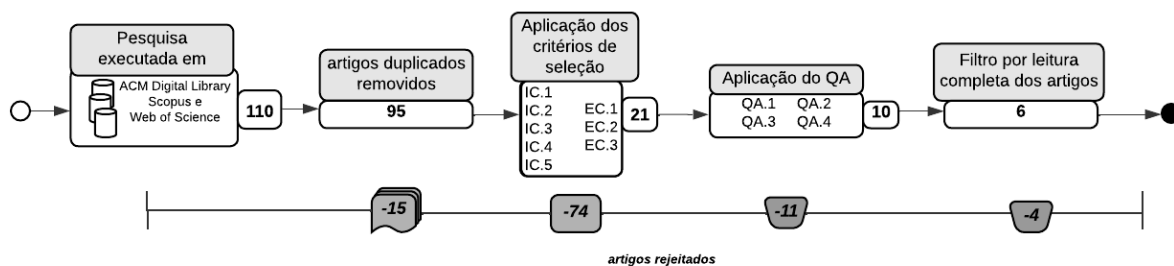 Pesquisa
executada em
ACM Digital Library
Scopus e
Web of Science
110
artigos duplicados
removidos
95
Aplicação dos
critérios de
seleção
IC.1
IC.2
IC.3
IC.4
IC.5
EC.1
EC.2
EC.3
21
Aplicação do QA
QA.1 QA.2
QA.3 QA.4
10
Filtro por leitura
completa dos artigos
6
-15
-74
-11
-4
artigos rejeitados